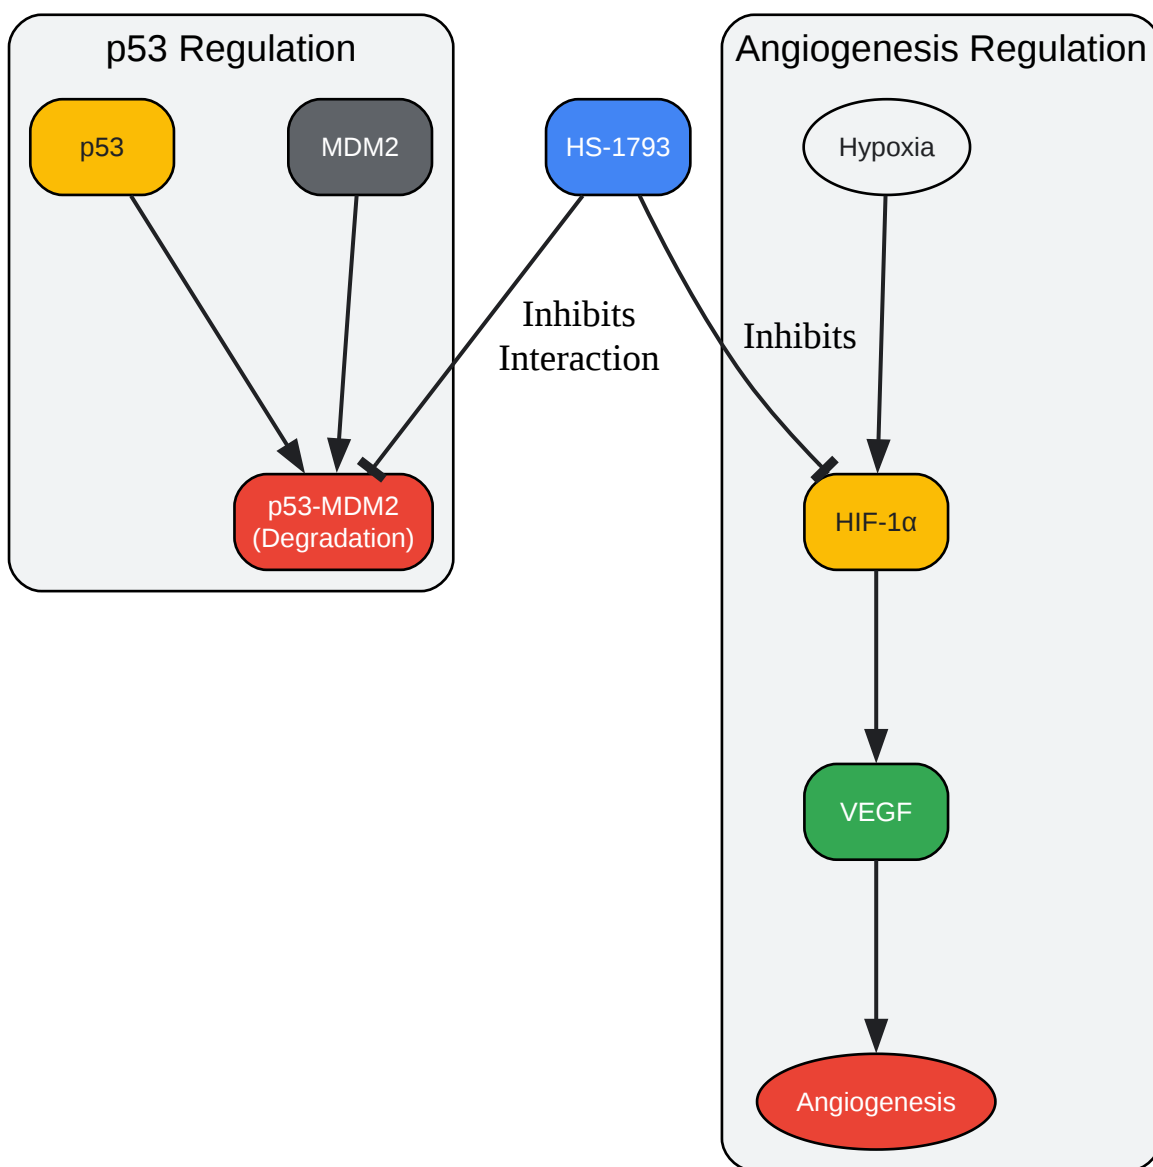 p53 Regulation
Angiogenesis Regulation
p53
MDM2
HS-1793
Hypoxia
Inhibits
Interaction
Inhibits
p53-MDM2
(Degradation)
HIF-1α
VEGF
Angiogenesis